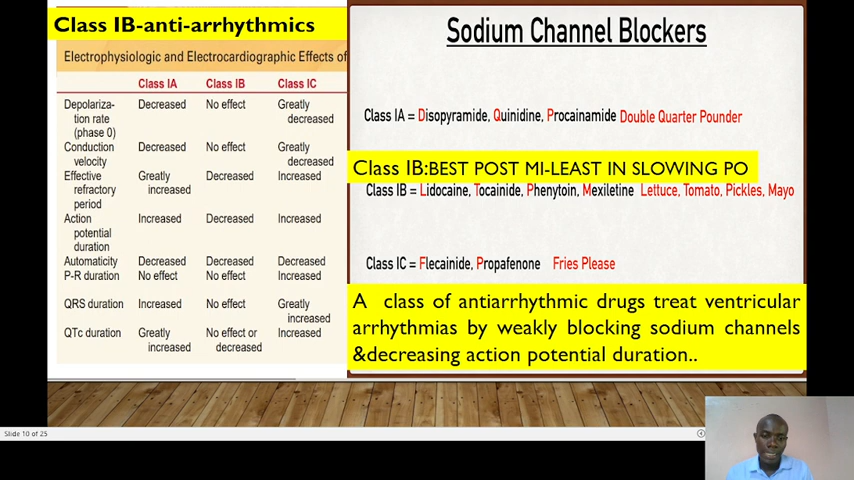 Class IB-anti-arrhythmics
Electrophysiologic and Electrocardiographic Effects of
Class IA Class IB Class IC
Depolariza-
tion rate
(phase 0) Decreased No effect Greatly
decreased
Conduction
velocity Decreased No effect Greatly
decreased
Effective
refractory
period Greatly
increased Decreased Increased
Action
potential
duration Increased Decreased Increased
Automaticity Decreased Decreased Decreased
P-R duration No effect No effect Increased
QRS duration Increased No effect Greatly
increased
QTc duration Greatly
increased No effect or
decreased Increased
Sodium Channel Blockers
Class IA = Disopyramide, Quinidine, Procainamide Double Quarter Pounder
Class IB:BEST POST MI-LEAST IN SLOWING PO
Class IB = Lidocaine, Tocainide, Phenytoin, Mexiletine Lettuce, Tomato, Pickles, Mayo
Class IC = Flecainide, Propafenone Fries Please
A class of antiarrhythmic drugs treat ventricular
arrhythmias by weakly blocking sodium channels
&decreasing action potential duration..
Slide 10 of 25